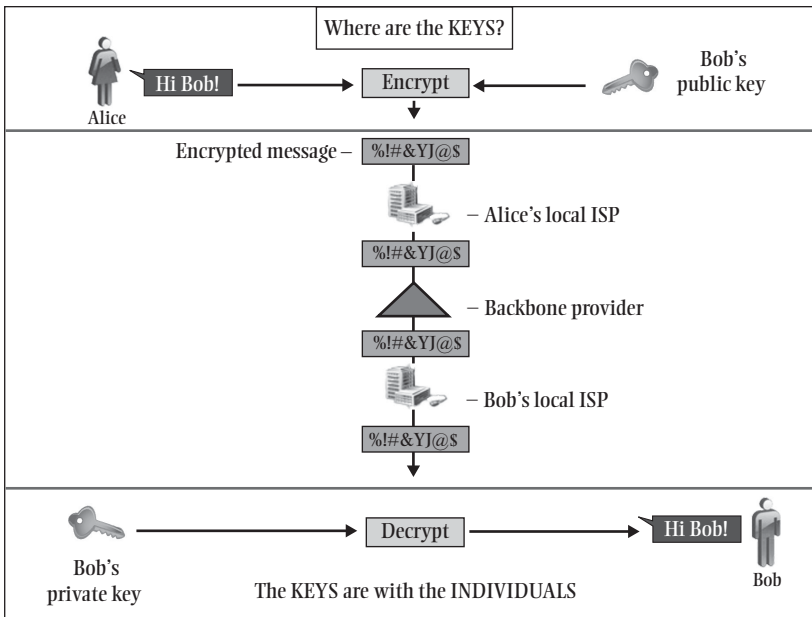 Where are the KEYS?
Hi Bob!
Encrypt
Bob's
public key
Alice
Encrypted message – %!#&YJ@$
– Alice's local ISP
%!#&YJ@$
– Backbone provider
%!#&YJ@$
– Bob's local ISP
%!#&YJ@$
Decrypt
Hi Bob!
Bob's
private key
Bob
The KEYS are with the INDIVIDUALS